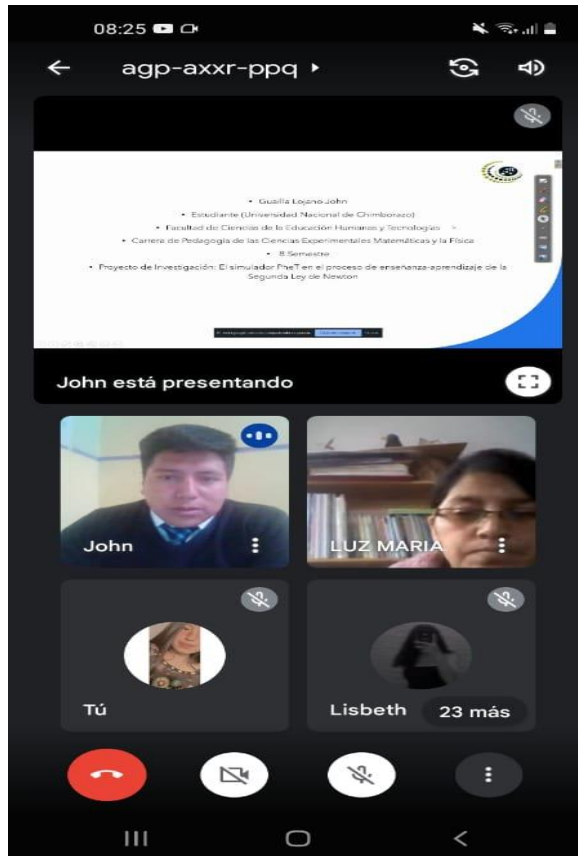 08:25
agp-axxr-ppq
• Guailla Lojano John
• Estudiante (Universidad Nacional de Chimborazo)
• Facultad de Ciencias de la Educación Humanas y Tecnologías
• Carrera de Pedagogía de las Ciencias Experimentales Matemáticas y la Física
• 8 Semestre
• Proyecto de Investigación: El simulador PheT en el proceso de enseñanza-aprendizaje de la
Segunda Ley de Newton
John está presentando
John
LUZ MARIA
Tú
Lisbeth
23 más